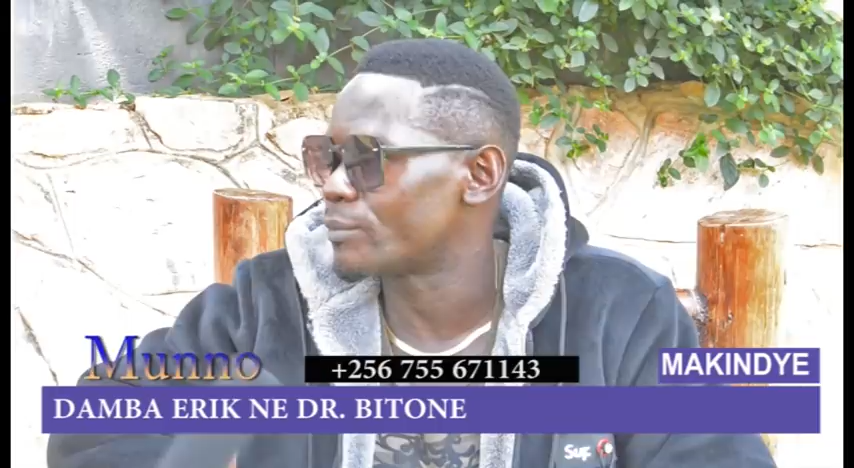 Munno
+256 755 671143
MAKINDYE
DAMBA ERIK NE DR. BITONE